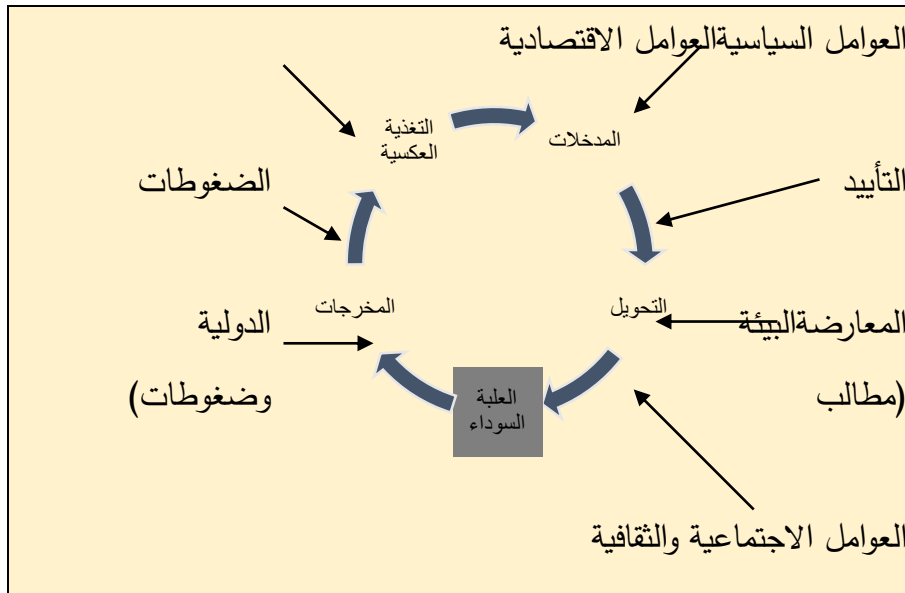 العوامل السياسيةالعوامل الاقتصادية
التغذية
العكسية
المدخلات
التأييد
الضغوطات
المعارضةالبيئة
الدولية
التحويل
المخرجات
(مطالب
وضغوطات)
العلبة
السوداء
العوامل الاجتماعية والثقافية